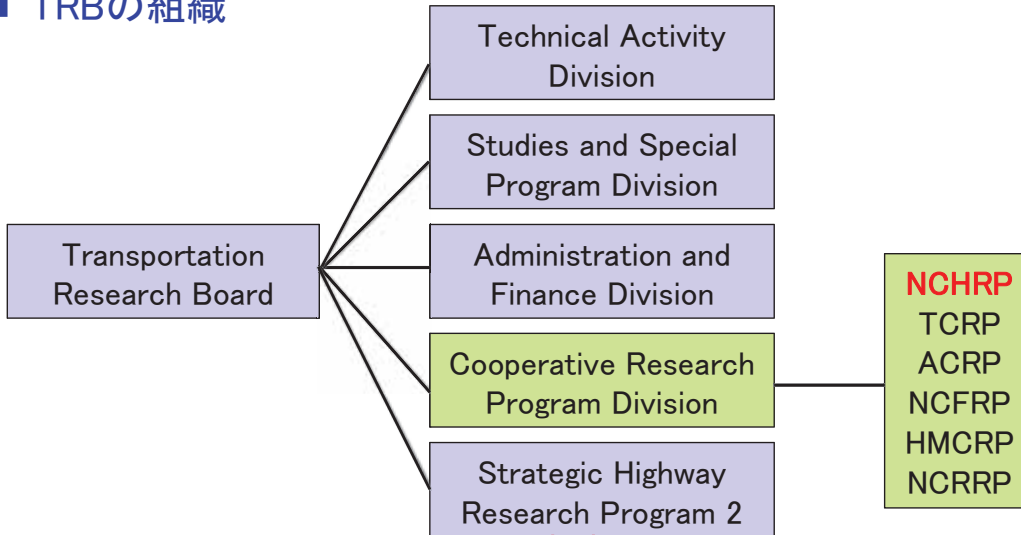 TRBの組織
Technical Activity
Division
Studies and Special
Program Division
Transportation
Research Board
Administration and
Finance Division
Cooperative Research
Program Division
Strategic Highway
Research Program 2
NCHRP
TCRP
ACRP
NCFRP
HMCRP
NCRRP